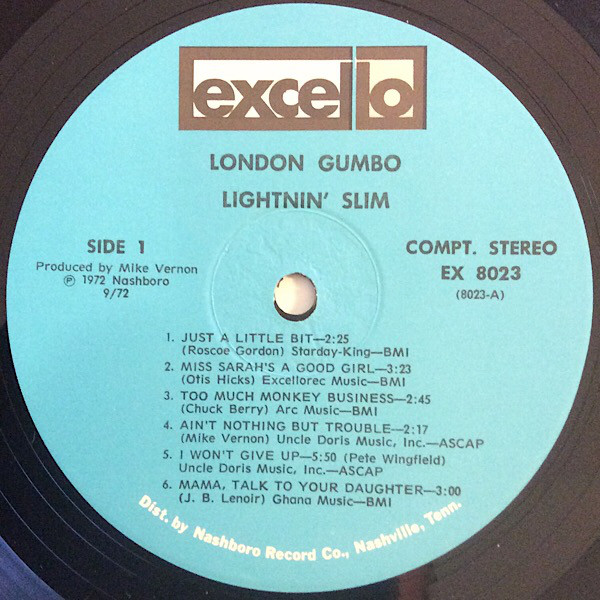 excello
LONDON GUMBO
LIGHTNIN' SLIM
SIDE 1
Produced by Mike Vernon
℗ 1972 Nashboro
9/72
COMPT. STEREO
EX 8023
(8023-A)
1. JUST A LITTLE BIT—2:25
(Roscoe Gordon) Starday-King—BMI
2. MISS SARAH'S A GOOD GIRL—3:23
(Otis Hicks) Excellorec Music—BMI
3. TOO MUCH MONKEY BUSINESS—2:45
(Chuck Berry) Arc Music—BMI
4. AIN'T NOTHING BUT TROUBLE—2:17
(Mike Vernon) Uncle Doris Music, Inc.—ASCAP
5. I WON'T GIVE UP—5:50 (Pete Wingfield)
Uncle Doris Music, Inc.—ASCAP
6. MAMA, TALK TO YOUR DAUGHTER—3:00
(J. B. Lenoir) Ghana Music—BMI
Dist. by Nashboro Record Co., Nashville, Tenn.